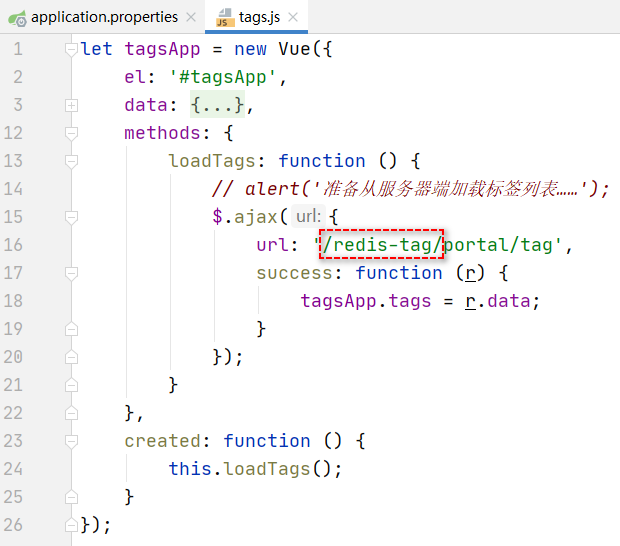 application.properties × tags.js ×
1 let tagsApp = new Vue({
2 el: '#tagsApp',
3 data: {...},
12 methods: {
13 loadTags: function () {
14 // alert('准备从服务器端加载标签列表……');
15 $.ajax( url: {
16 url: '/redis-tag/portal/tag',
17 success: function (r) {
18 tagsApp.tags = r.data;
19 }
20 });
21 }
22 },
23 created: function () {
24 this.loadTags();
25 }
26 });